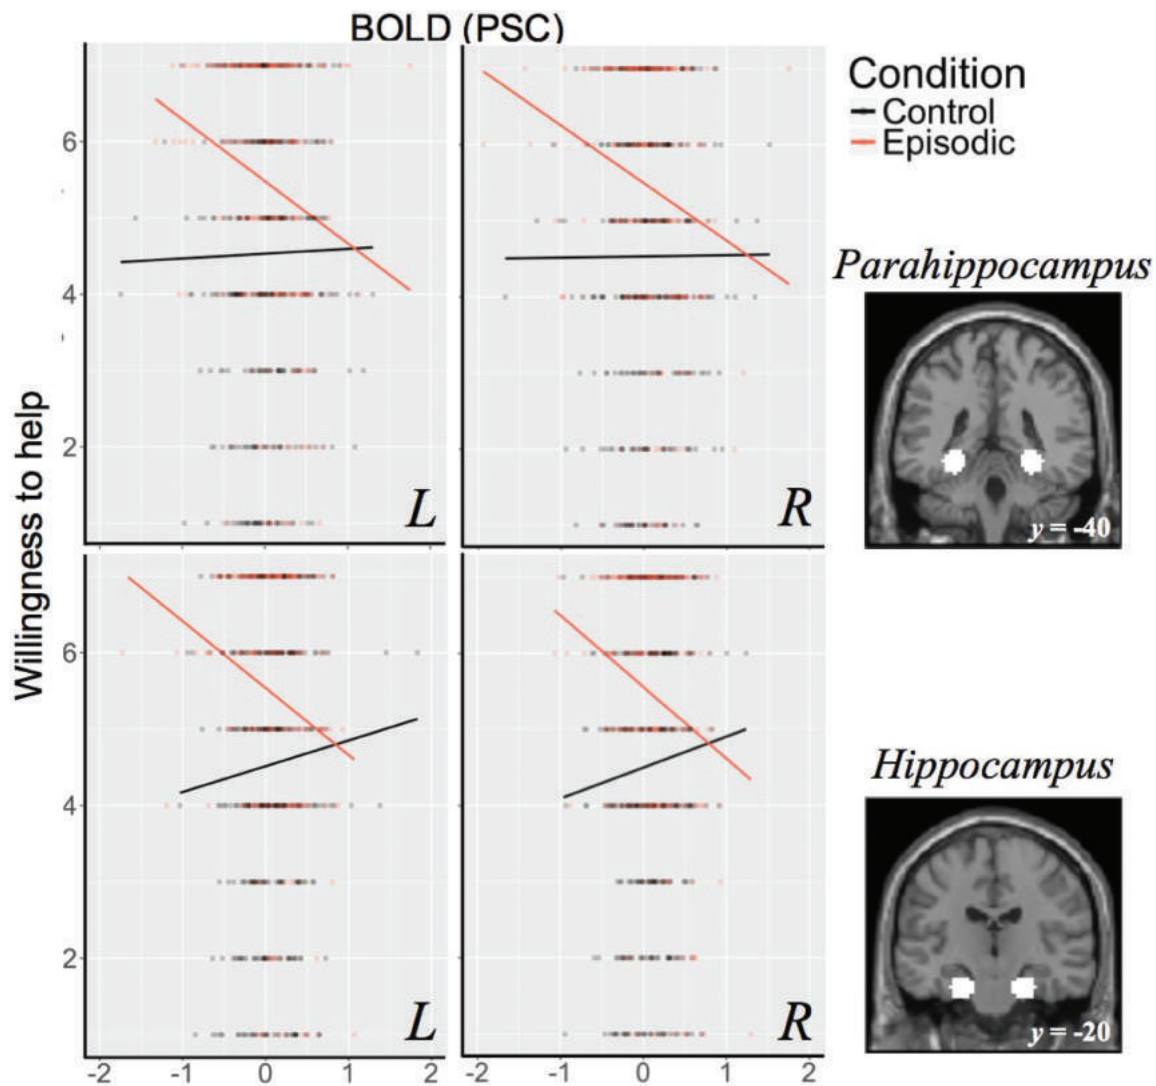 BOLD (PSC)
Condition
Control
Episodic
Willingness to help
6
4
2
L
R
Parahippocampus
y = -40
6
4
2
L
R
Hippocampus
y = -20
-2 -1 0 1 2
-2 -1 0 1 2